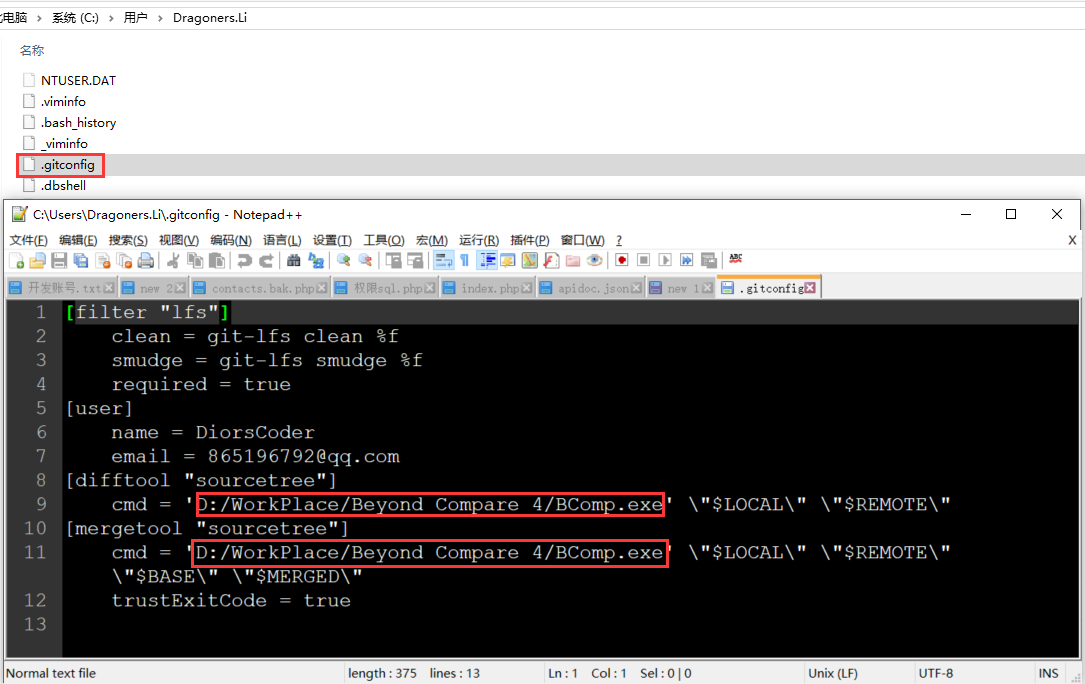 此电脑 › 系统 (C:) › 用户 › Dragoners.Li
名称
NTUSER.DAT
.viminfo
.bash_history
_viminfo
.gitconfig
.dbshell
C:\Users\Dragoners.Li\.gitconfig - Notepad++
文件(F) 编辑(E) 搜索(S) 视图(V) 编码(N) 语言(L) 设置(T) 工具(O) 宏(M) 运行(R) 插件(P) 窗口(W) ? X
ABC
开发账号.txt new 2 contacts.bak.php 权限sql.php index.php apidoc.json new 1 .gitconfig
1 [filter "lfs"]
2 clean = git-lfs clean %f
3 smudge = git-lfs smudge %f
4 required = true
5 [user]
6 name = DiorsCoder
7 email = 865196792@qq.com
8 [difftool "sourcetree"]
9 cmd = 'D:/WorkPlace/Beyond Compare 4/BComp.exe' \"$LOCAL\" \"$REMOTE\"
10 [mergetool "sourcetree"]
11 cmd = 'D:/WorkPlace/Beyond Compare 4/BComp.exe' \"$LOCAL\" \"$REMOTE\"
\"$BASE\" \"$MERGED\"
12 trustExitCode = true
13
Normal text file length : 375 lines : 13 Ln : 1 Col : 1 Sel : 0 | 0 Unix (LF) UTF-8 INS